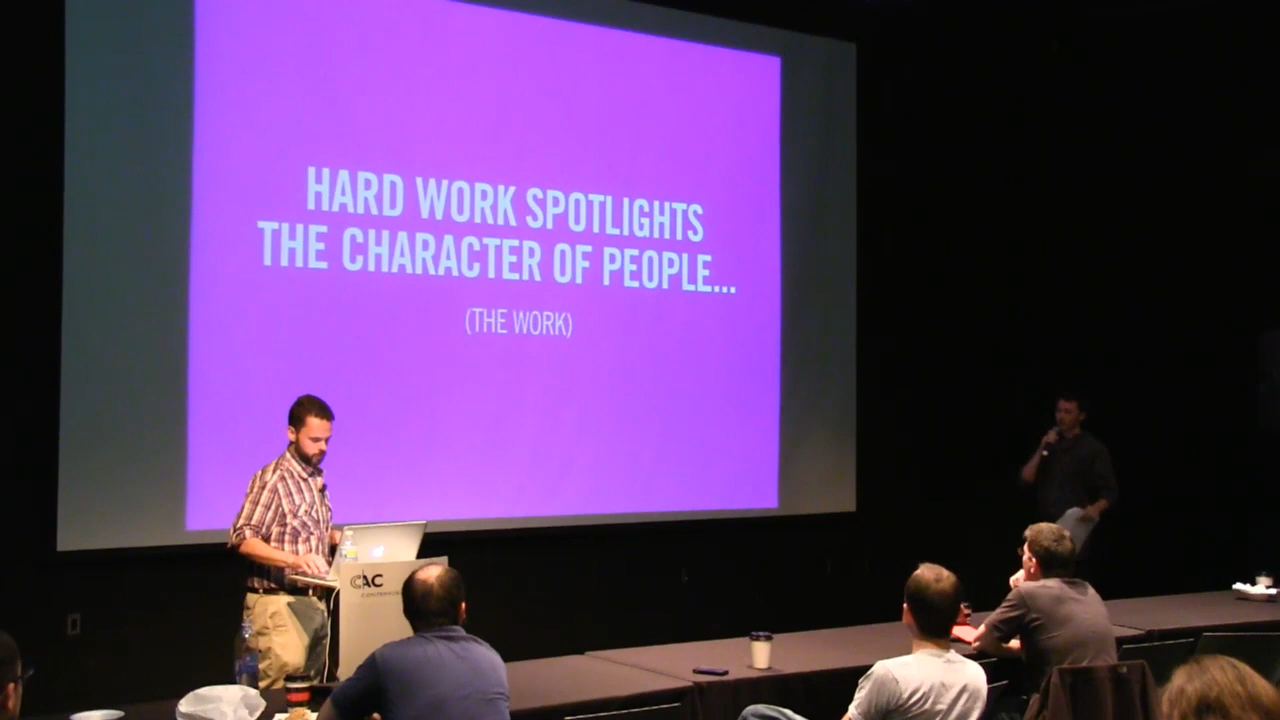 HARD WORK SPOTLIGHTS
THE CHARACTER OF PEOPLE...
(THE WORK)
CAC